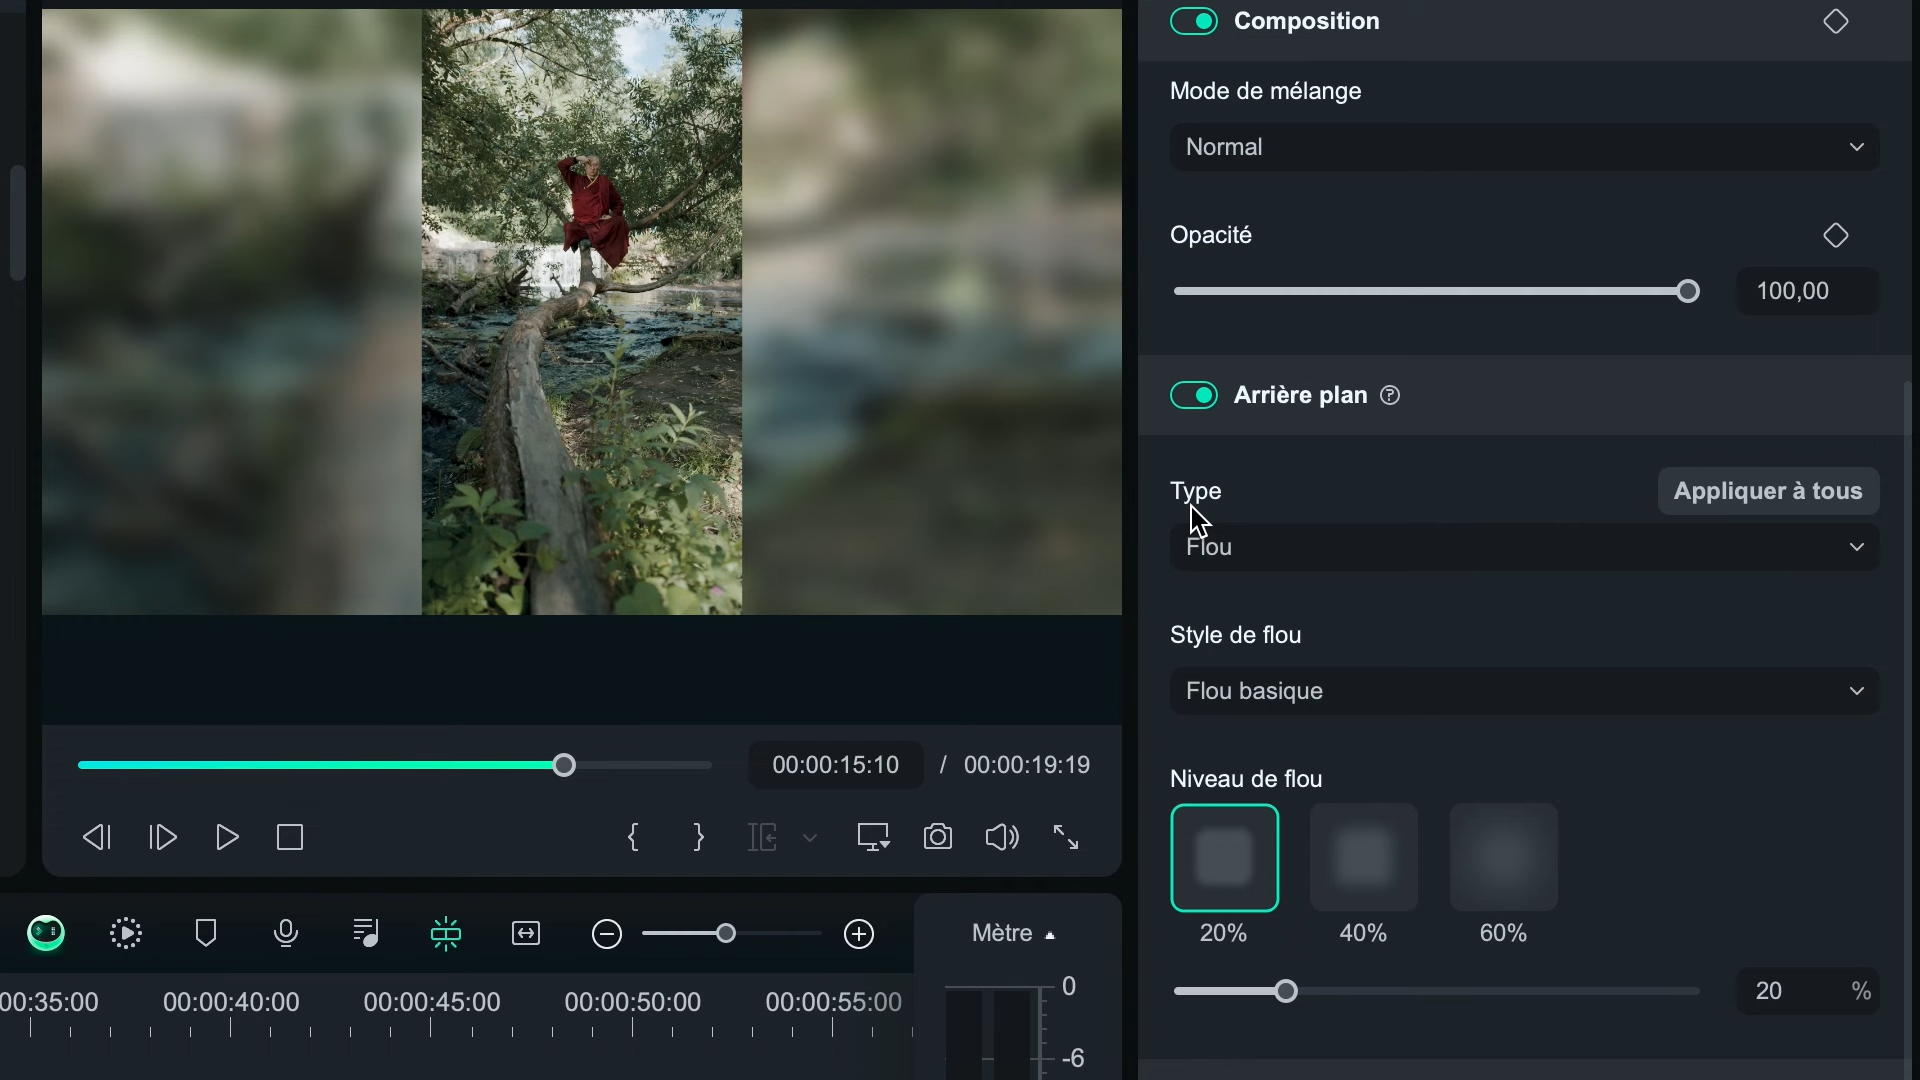 Composition
Mode de mélange
Normal
Opacité
100,00
Arrière plan
Type
Appliquer à tous
Flou
Style de flou
Flou basique
Niveau de flou
20%
40%
60%
20 %
00:00:15:10 / 00:00:19:19
Mètre
00:35:00
00:00:40:00
00:00:45:00
00:00:50:00
00:00:55:00
0
-6